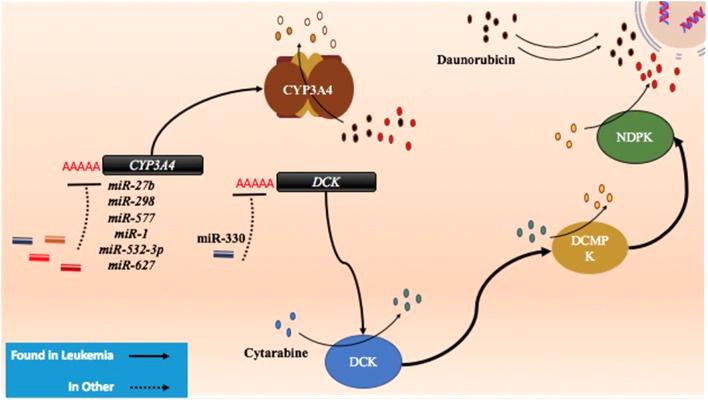 Daunorubicin
CYP3A4
NDPK
AAAAA
CYP3A4
miR-27b
miR-298
miR-577
miR-1
miR-532-3p
miR-627
AAAAA
DCK
miR-330
DCMP
K
Cytarabine
DCK
Found in Leukemia
In Other